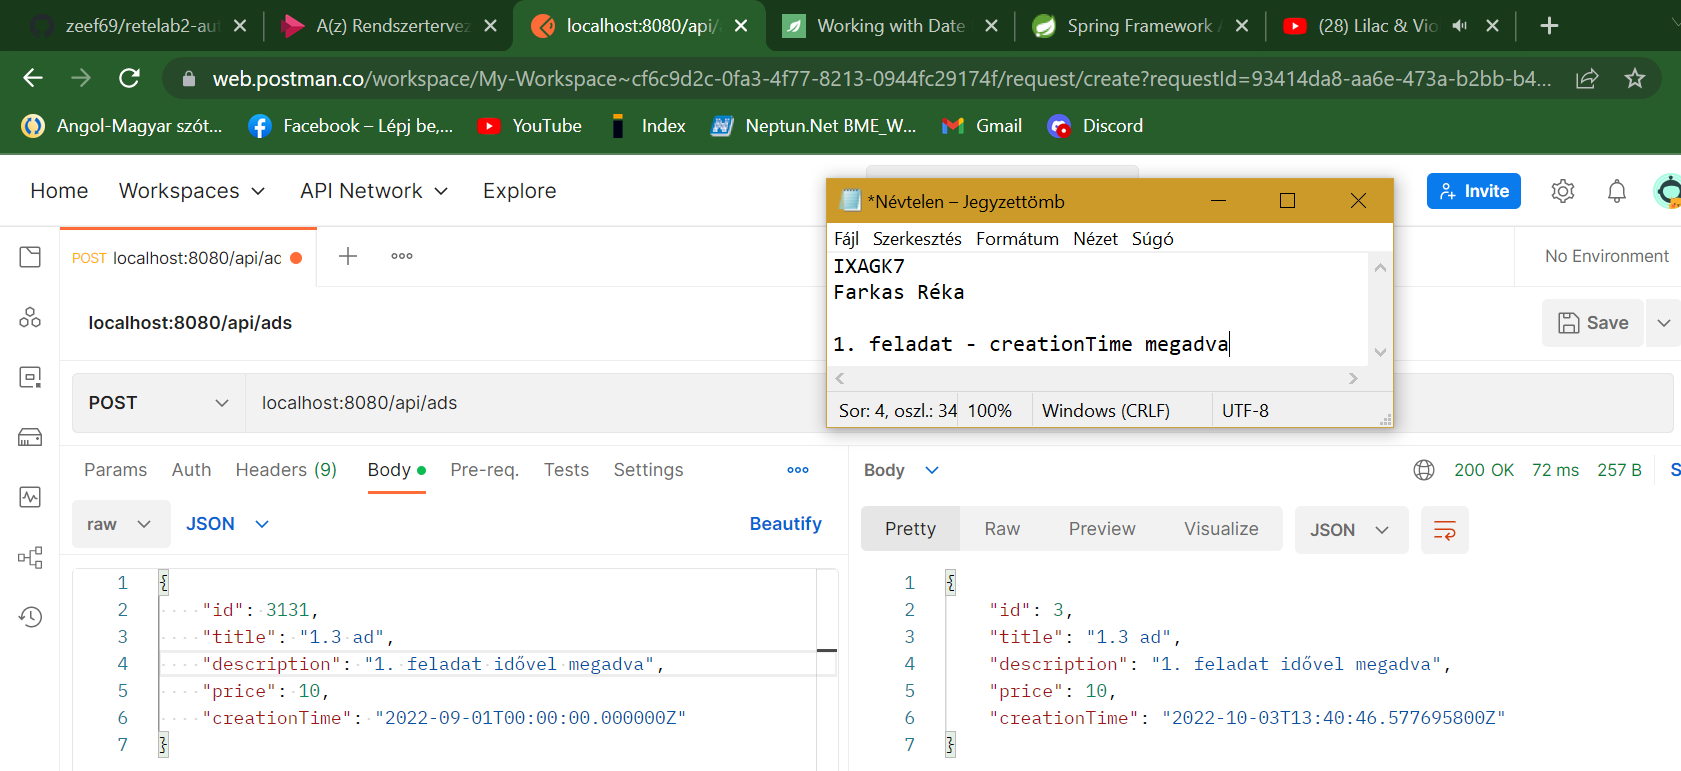 zeef69/retelab2-aut
A(z) Rendszertervez
localhost:8080/api/
Working with Date
Spring Framework
(28) Lilac & Vio
web.postman.co/workspace/My-Workspace~cf6c9d2c-0fa3-4f77-8213-0944fc29174f/request/create?requestId=93414da8-aa6e-473a-b2bb-b4...
Angol-Magyar szót...
Facebook – Lépj be,...
YouTube
Index
Neptun.Net BME_W...
Gmail
Discord
Home
Workspaces
API Network
Explore
Invite
*Névtelen – Jegyzettömb
Fájl Szerkesztés Formátum Nézet Súgó
IXAGK7
Farkas Réka
1. feladat - creationTime megadva
Sor: 4, oszl.: 34
100%
Windows (CRLF)
UTF-8
POST localhost:8080/api/ad
No Environment
localhost:8080/api/ads
Save
POST
localhost:8080/api/ads
Params
Auth
Headers (9)
Body
Pre-req.
Tests
Settings
Body
200 OK
72 ms
257 B
S
raw
JSON
Beautify
Pretty
Raw
Preview
Visualize
JSON
1 {
2 "id": 3131,
3 "title": "1.3 ad",
4 "description": "1. feladat idővel megadva",
5 "price": 10,
6 "creationTime": "2022-09-01T00:00:00.000000Z"
7 }
1 {
2 "id": 3,
3 "title": "1.3 ad",
4 "description": "1. feladat idővel megadva",
5 "price": 10,
6 "creationTime": "2022-10-03T13:40:46.577695800Z"
7 }